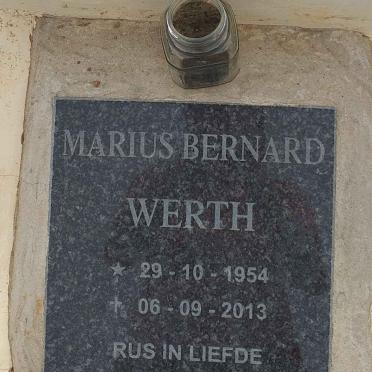 MARIUS BERNARD
WERTH
★ 29 - 10 - 1954
† 06 - 09 - 2013
RUS IN LIEFDE